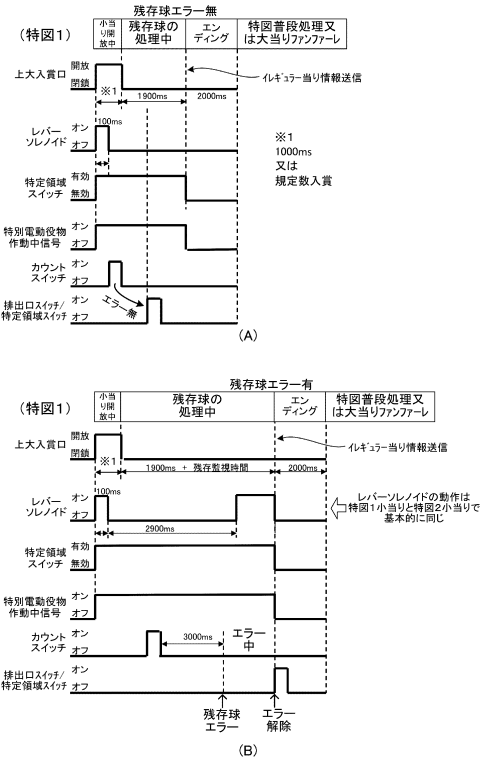 残存球エラー無
(特図1)
小当り開放中
残存球の
処理中
エン
ディング
特図普段処理又
は大当りファンファーレ
上大入賞口
開放
閉鎖
イレギュラー当り情報送信
※1
1900ms
2000ms
レバー
ソレノイド
オン
オフ
100ms
※1
1000ms
又は
規定数入賞
特定領域
スイッチ
有効
無効
特別電動役物
作動中信号
オン
オフ
カウント
スイッチ
オン
オフ
エラー無
排出口スイッチ/
特定領域スイッチ
オン
オフ
(A)
残存球エラー有
(特図1)
小当り開放中
残存球の
処理中
エン
ディング
特図普段処理又
は大当りファンファーレ
上大入賞口
開放
閉鎖
イレギュラー当り情報送信
※1
1900ms + 残存監視時間
2000ms
レバー
ソレノイド
オン
オフ
100ms
2900ms
レバーソレノイドの動作は
特図1小当りと特図2小当りで
基本的に同じ
特定領域
スイッチ
有効
無効
特別電動役物
作動中信号
オン
オフ
カウント
スイッチ
オン
オフ
3000ms
エラー
中
排出口スイッチ/
特定領域スイッチ
オン
オフ
残存球
エラー
エラー
解除
(B)